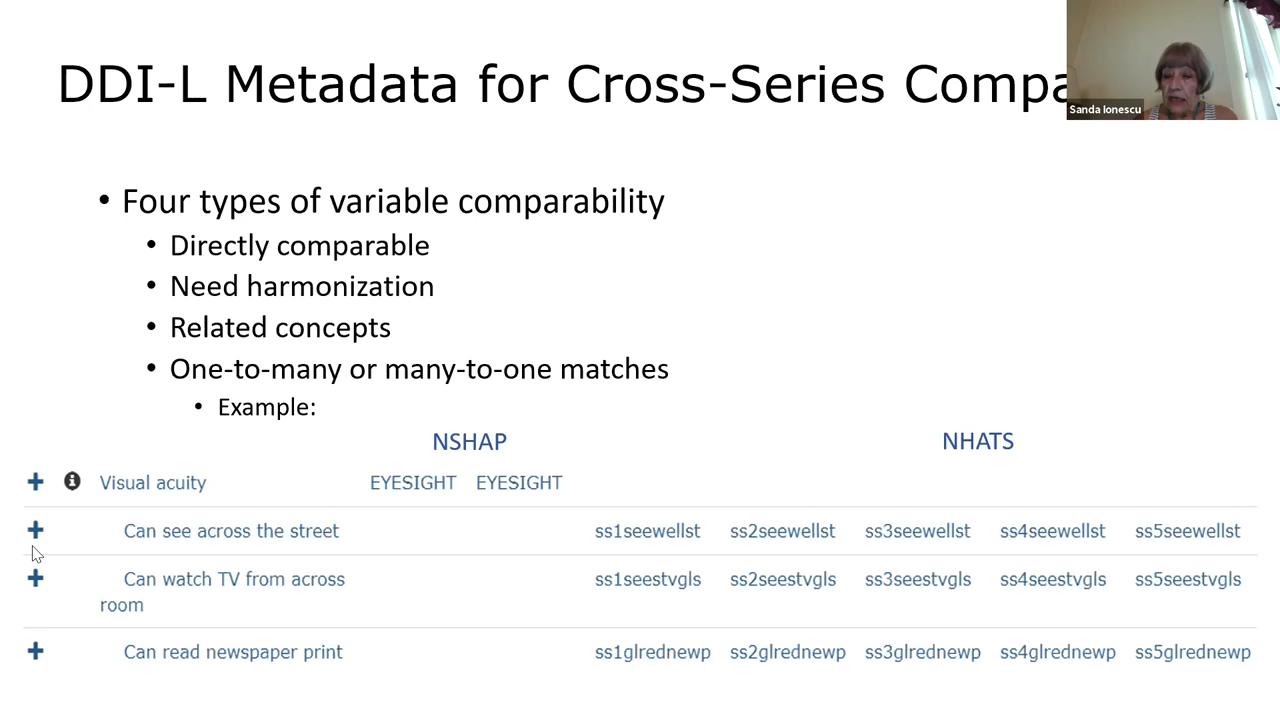 DDI-L Metadata for Cross-Series Compa
Sanda Ionescu
• Four types of variable comparability
• Directly comparable
• Need harmonization
• Related concepts
• One-to-many or many-to-one matches
• Example:
NSHAP NHATS
Visual acuity EYESIGHT EYESIGHT
Can see across the street ss1seewellst ss2seewellst ss3seewellst ss4seewellst ss5seewellst
Can watch TV from across ss1seestvgls ss2seestvgls ss3seestvgls ss4seestvgls ss5seestvgls
room
Can read newspaper print ss1glrednewp ss2glrednewp ss3glrednewp ss4glrednewp ss5glrednewp